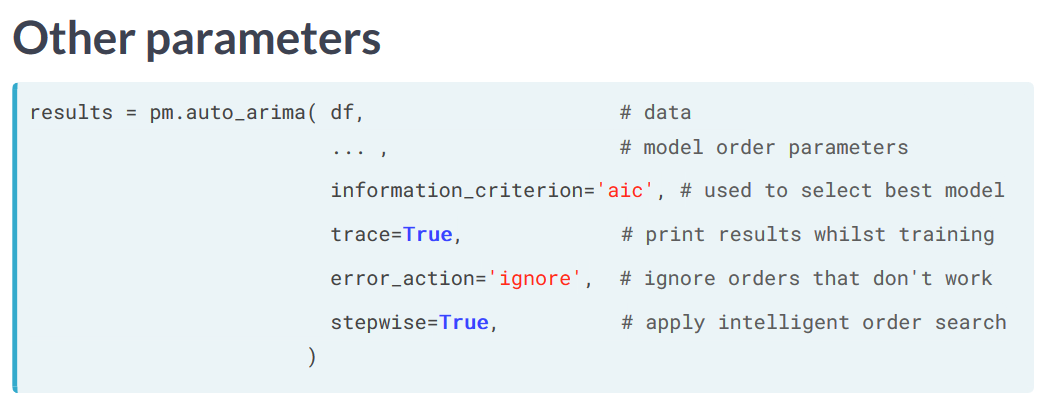 Other parameters
results = pm.auto_arima( df, # data
... , # model order parameters
information_criterion='aic', # used to select best model
trace=True, # print results whilst training
error_action='ignore', # ignore orders that don't work
stepwise=True, # apply intelligent order search
)